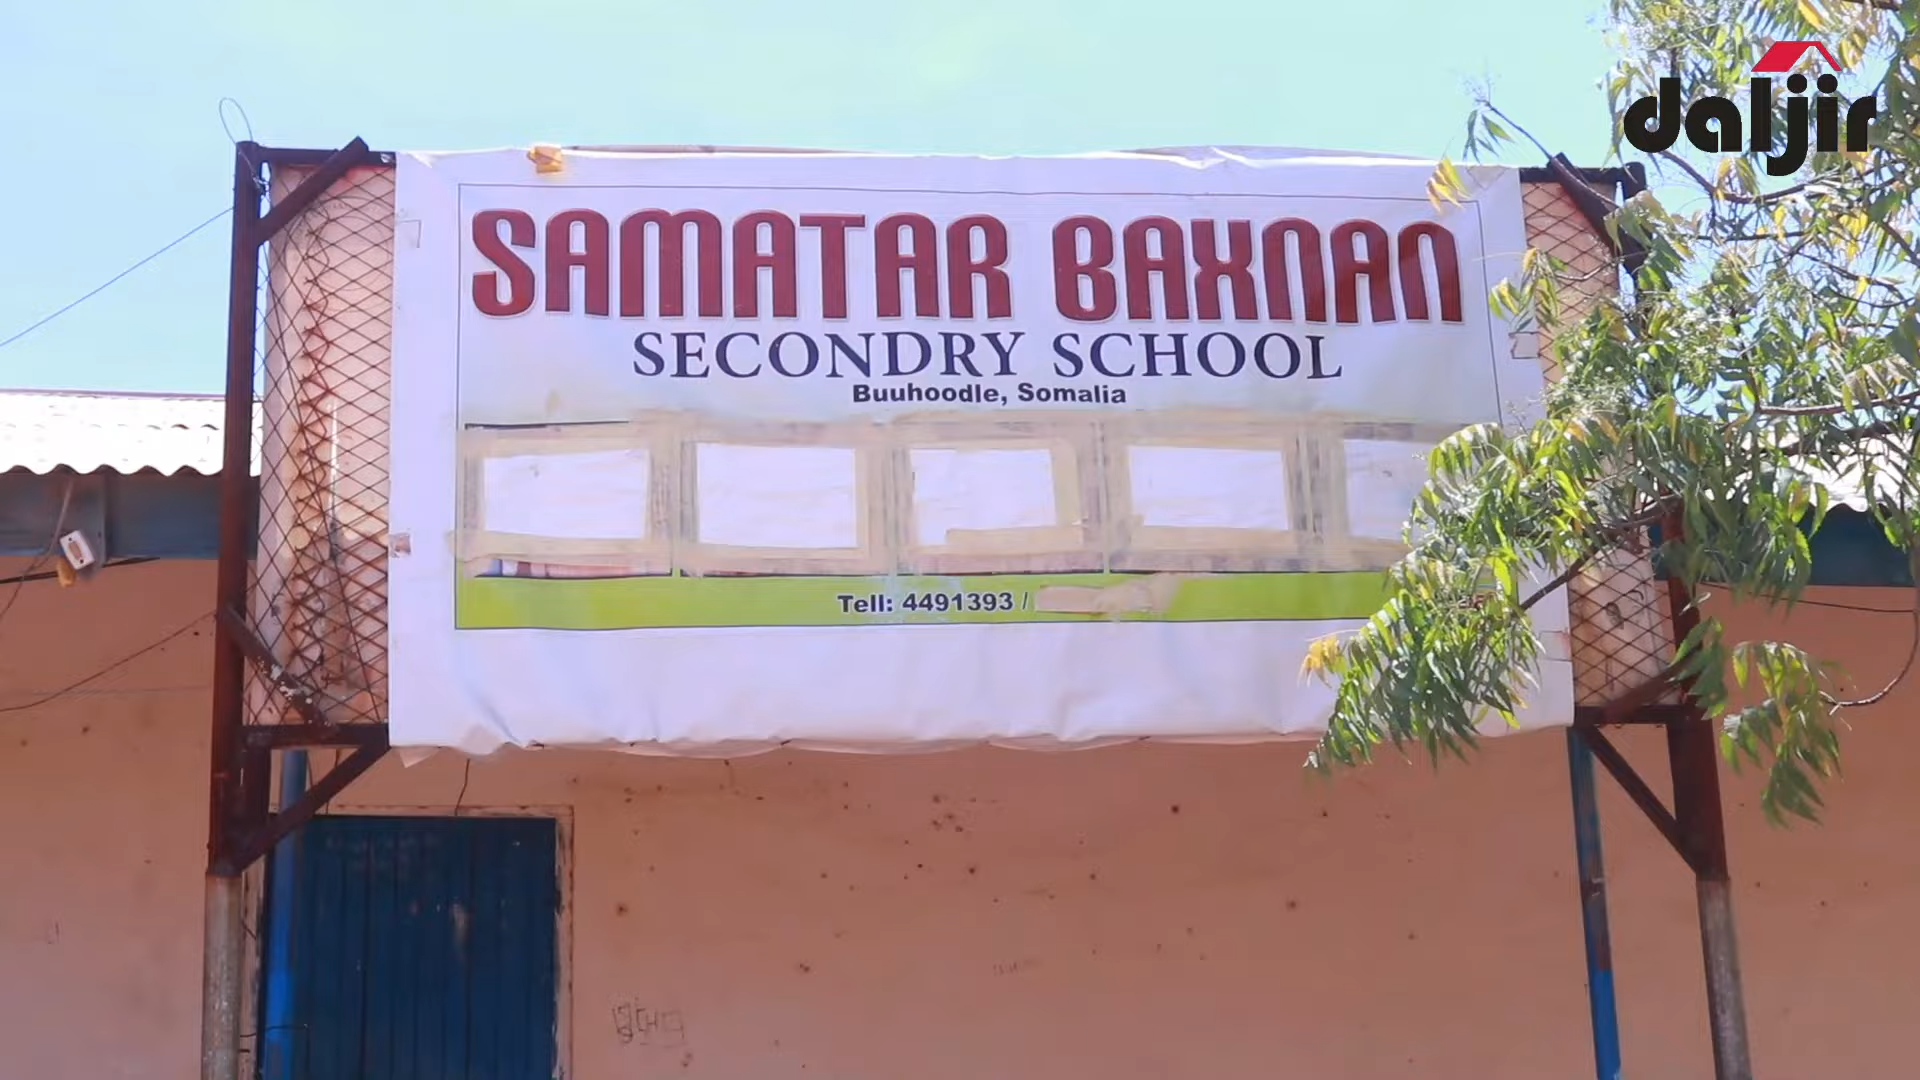 daljir
SAMATAR BAXNAN
SECONDRY SCHOOL
Buuhoodle, Somalia
Tell: 4491393 /